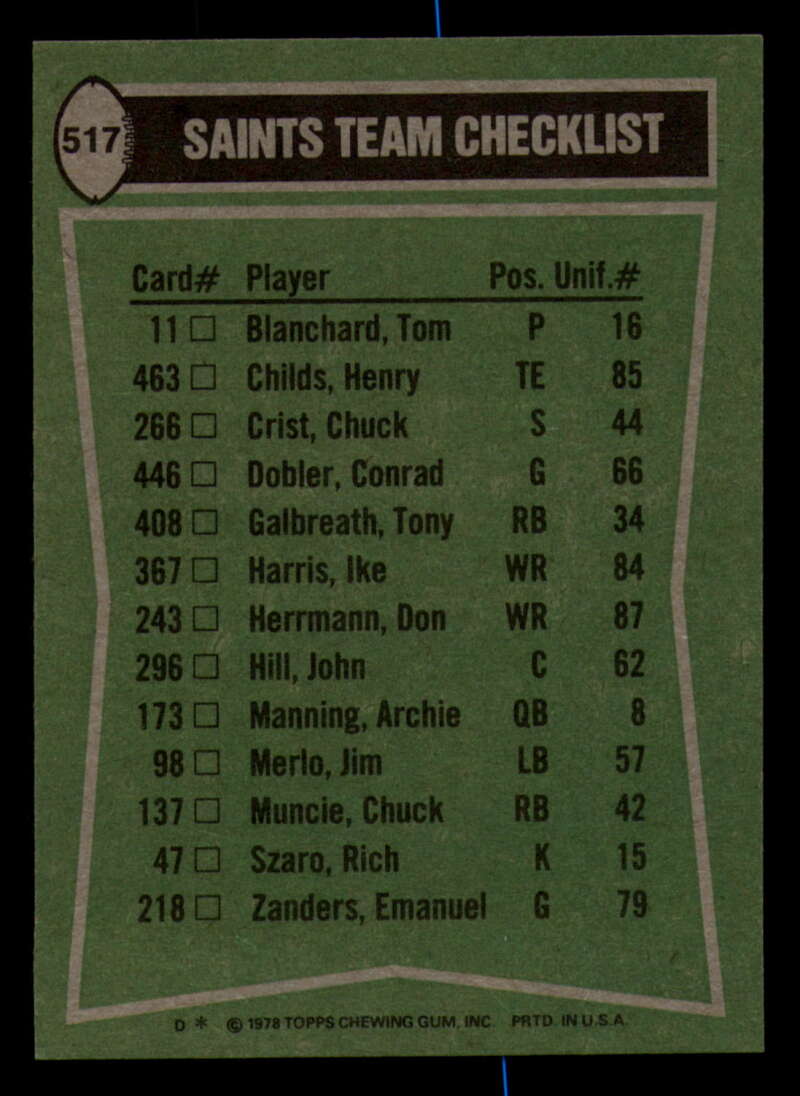 517 SAINTS TEAM CHECKLIST
Card# Player Pos. Unif.#
11 Blanchard, Tom P 16
463 Childs, Henry TE 85
266 Crist, Chuck S 44
446 Dobler, Conrad G 66
408 Galbreath, Tony RB 34
367 Harris, Ike WR 84
243 Herrmann, Don WR 87
296 Hill, John C 62
173 Manning, Archie QB 8
98 Merlo, Jim LB 57
137 Muncie, Chuck RB 42
47 Szaro, Rich K 15
218 Zanders, Emanuel G 79
D * © 1978 TOPPS CHEWING GUM, INC. PRTD. IN U.S.A.